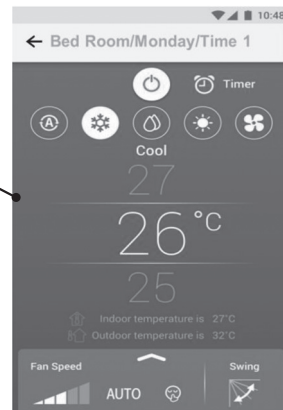 10:48
← Bed Room/Monday/Time 1
Timer
A
Cool
27
26°C
25
Indoor temperature is 27°C
Outdoor temperature is 32°C
Fan Speed
Swing
AUTO